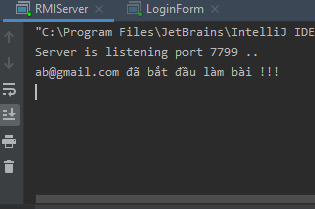 RMIServer LoginForm
"C:\Program Files\JetBrains\IntelliJ IDE
Server is listening port 7799 ..
ab@gmail.com đã bắt đầu làm bài !!!